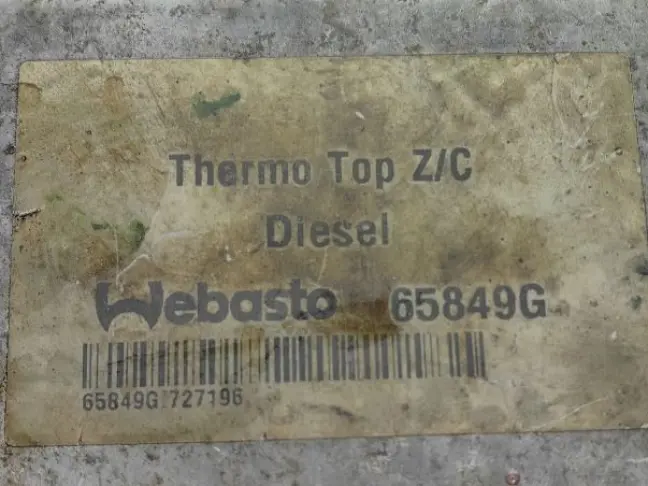 Thermo Top Z/C
Diesel
Webasto 65849G
65849G 727196